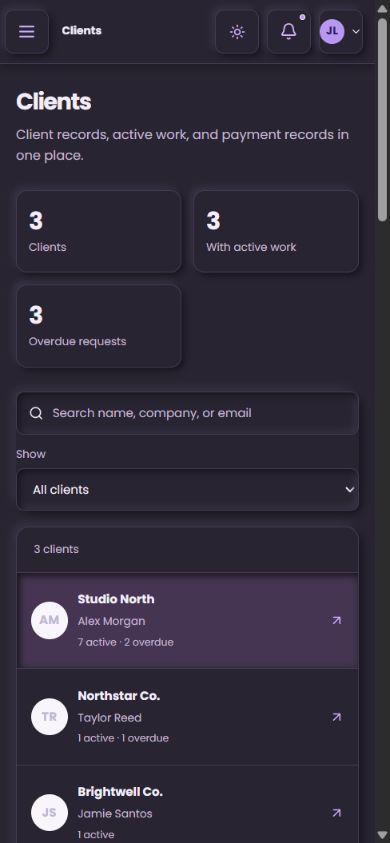 Clients
JL
Clients
Client records, active work, and payment records in
one place.
3
Clients
3
With active work
3
Overdue requests
Search name, company, or email
Show
All clients
3 clients
AM
Studio North
Alex Morgan
7 active · 2 overdue
TR
Northstar Co.
Taylor Reed
1 active · 1 overdue
JS
Brightwell Co.
Jamie Santos
1 active